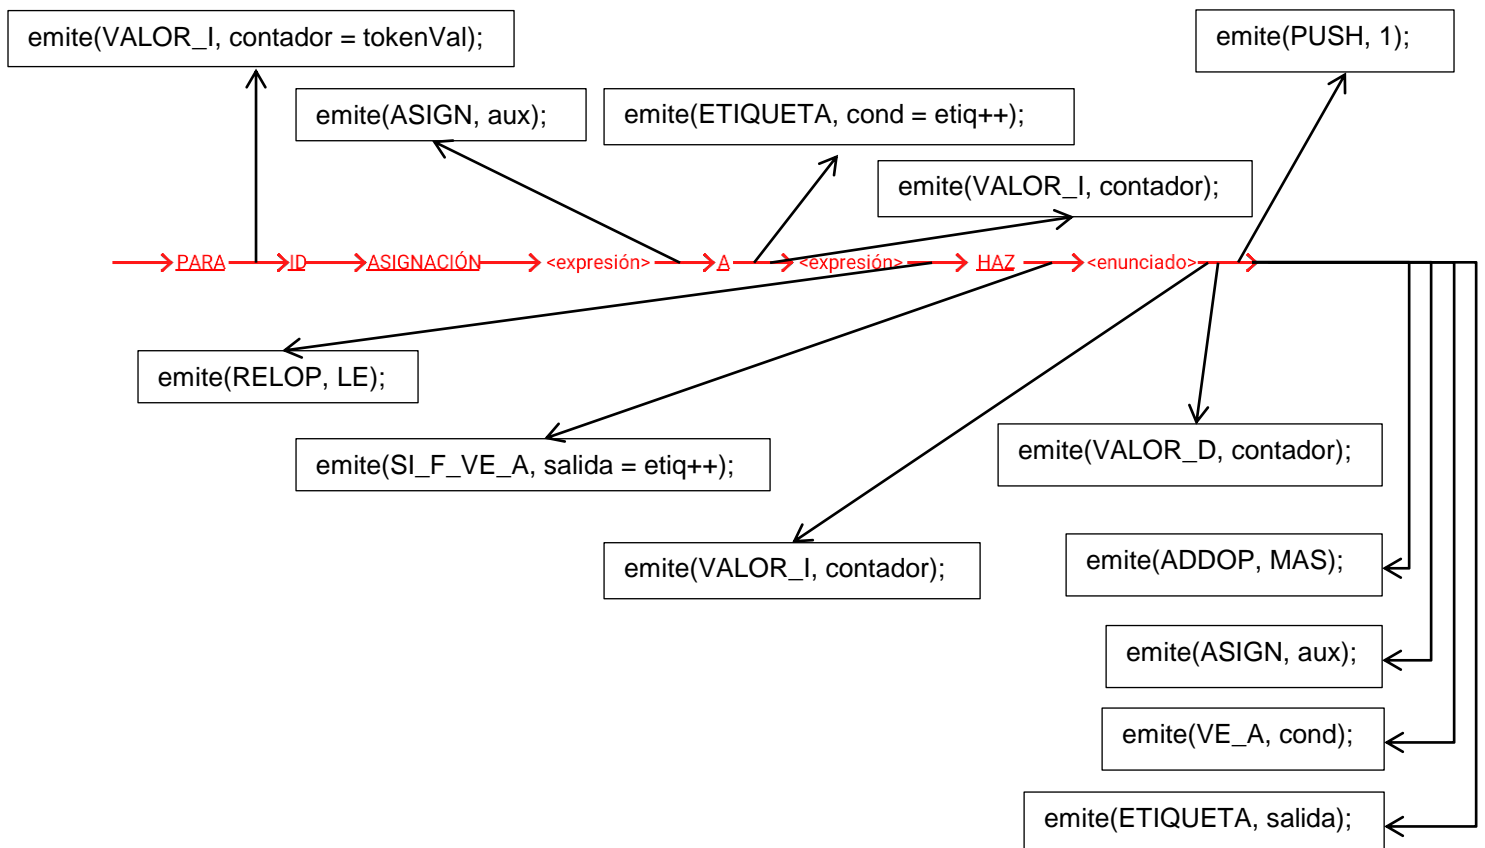 emite(VALOR_I, contador = tokenVal);
emite(PUSH, 1);
emite(ASIGN, aux);
emite(ETIQUETA, cond = etiq++);
emite(VALOR_I, contador);
PARA ID ASIGNACIÓN <expresión> A <expresión> HAZ <enunciado>
emite(RELOP, LE);
emite(SI_F_VE_A, salida = etiq++);
emite(VALOR_D, contador);
emite(VALOR_I, contador);
emite(ADDOP, MAS);
emite(ASIGN, aux);
emite(VE_A, cond);
emite(ETIQUETA, salida);